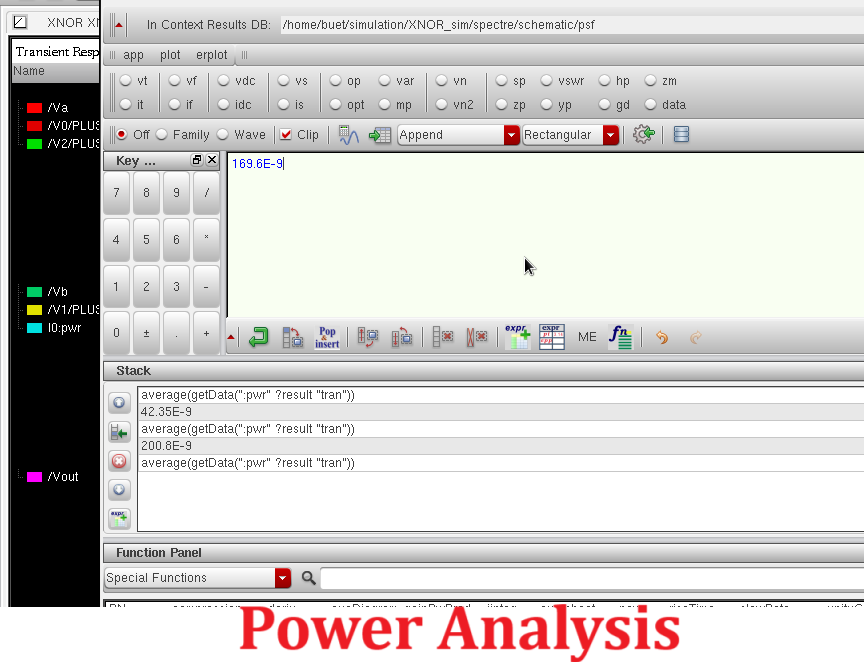 XNOR XN
In Context Results DB: /home/buet/simulation/XNOR_sim/spectre/schematic/psf
Transient Resp
Name
app plot erplot
vt vf vdc vs op var vn sp vswr hp zm
it if idc is opt mp vn2 zp yp gd data
Off Family Wave Clip Append Rectangular
/Va
/V0/PLUS
/V2/PLUS
/Vb
/V1/PLUS
I0:pwr
/Vout
Key ...
169.6E-9
7 8 9 /
4 5 6 *
1 2 3 -
0 ± . +
Pop & insert
expr
expr
ME
fn
Stack
average(getData(":pwr" ?result "tran"))
42.35E-9
average(getData(":pwr" ?result "tran"))
200.8E-9
average(getData(":pwr" ?result "tran"))
expr
Function Panel
Special Functions
Power Analysis